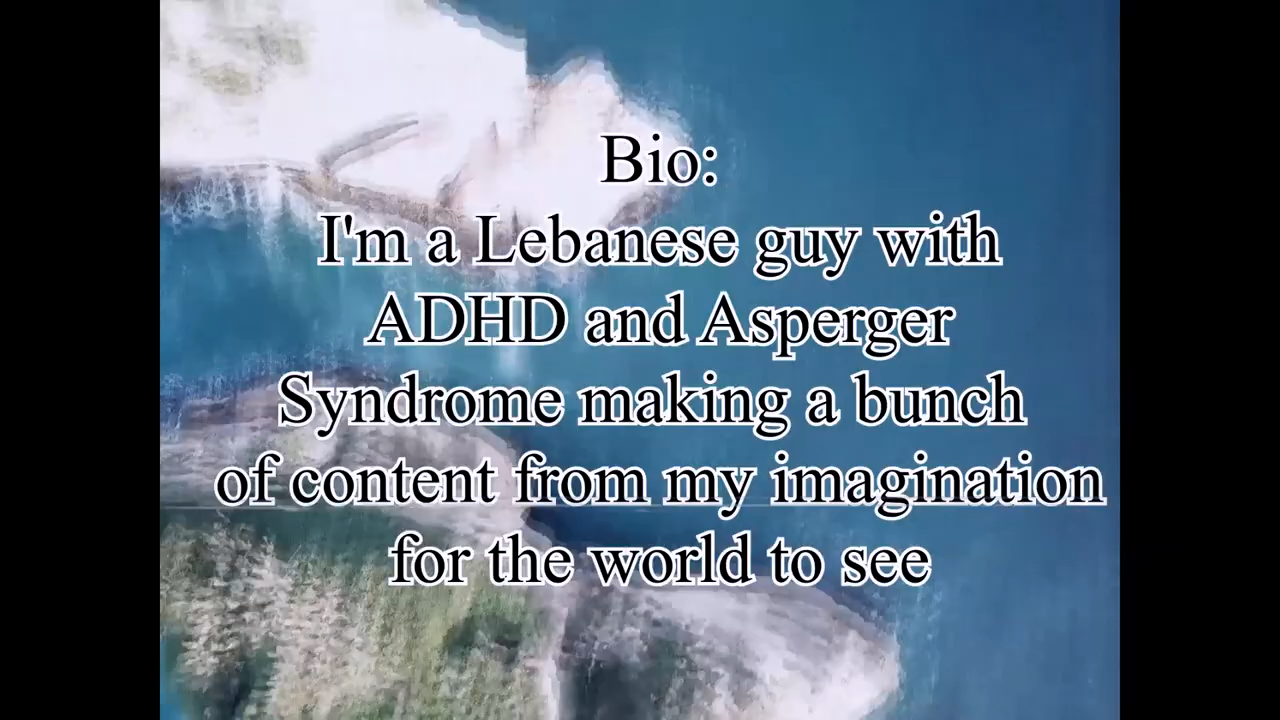 Bio:
I'm a Lebanese guy with
ADHD and Asperger
Syndrome making a bunch
of content from my imagination
for the world to see